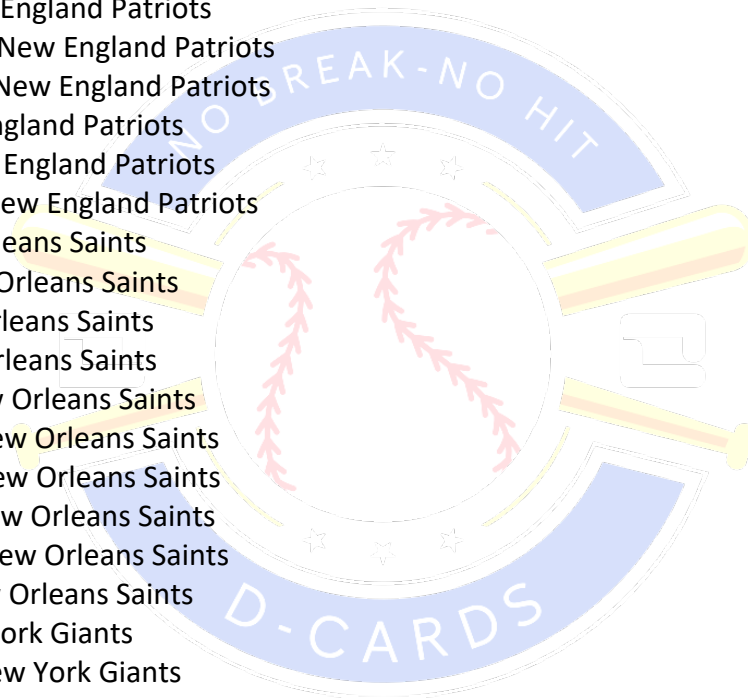 England Patriots
New England Patriots
New England Patriots
ngland Patriots
England Patriots
ew England Patriots
leans Saints
Orleans Saints
rleans Saints
rleans Saints
w Orleans Saints
ew Orleans Saints
ew Orleans Saints
w Orleans Saints
ew Orleans Saints
Orleans Saints
ork Giants
ew York Giants
NO BREAK-NO HIT
D-CARDS